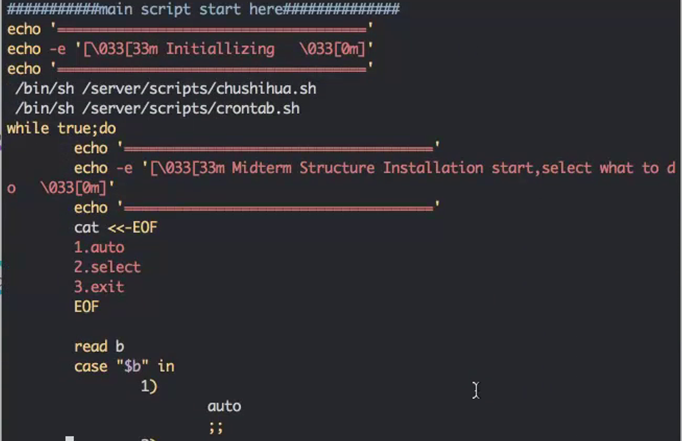 ###########main script start here##############
echo '══════════════════════════════════'
echo -e '[\033[33m Initiallizing   \033[0m]'
echo '══════════════════════════════════'
 /bin/sh /server/scripts/chushihua.sh
 /bin/sh /server/scripts/crontab.sh
while true;do
        echo '══════════════════════════════════'
        echo -e '[\033[33m Midterm Structure Installation start,select what to d
o   \033[0m]'
        echo '══════════════════════════════════'
        cat <<-EOF
        1.auto
        2.select
        3.exit
        EOF
        read b
        case "$b" in
                1)
                        auto
                        ;;